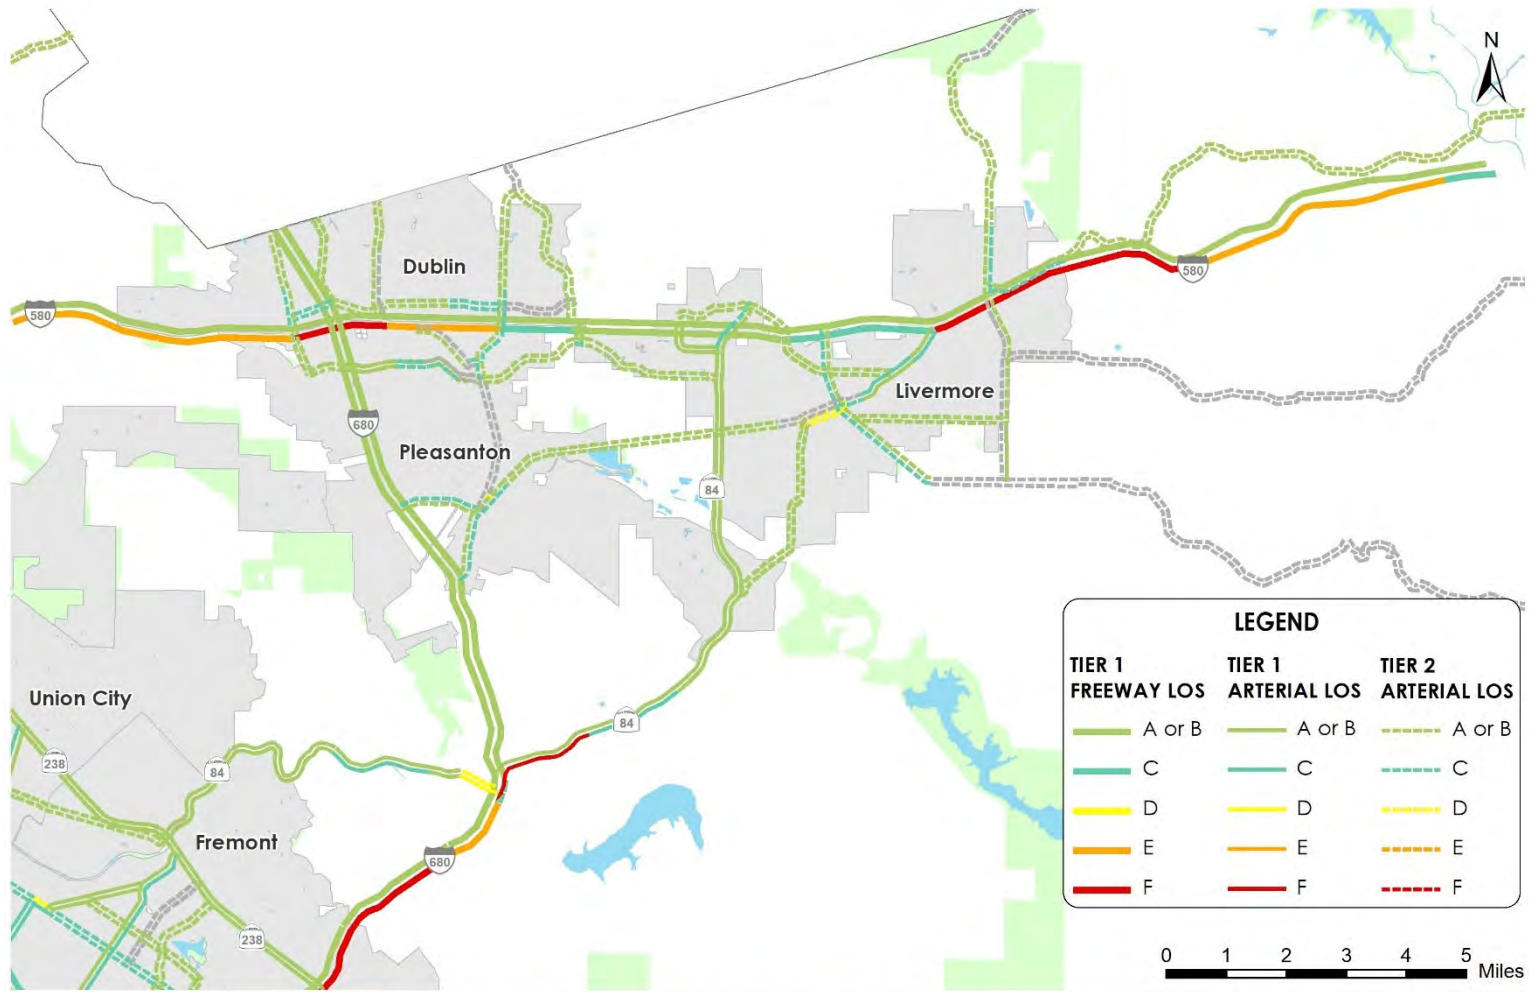 N
580
Dublin
580
Livermore
680
Pleasanton
84
Union City
84
238
84
Fremont
680
238
LEGEND
TIER 1 FREEWAY LOS
A or B
C
D
E
F
TIER 1 ARTERIAL LOS
A or B
C
D
E
F
TIER 2 ARTERIAL LOS
A or B
C
D
E
F
0 1 2 3 4 5 Miles